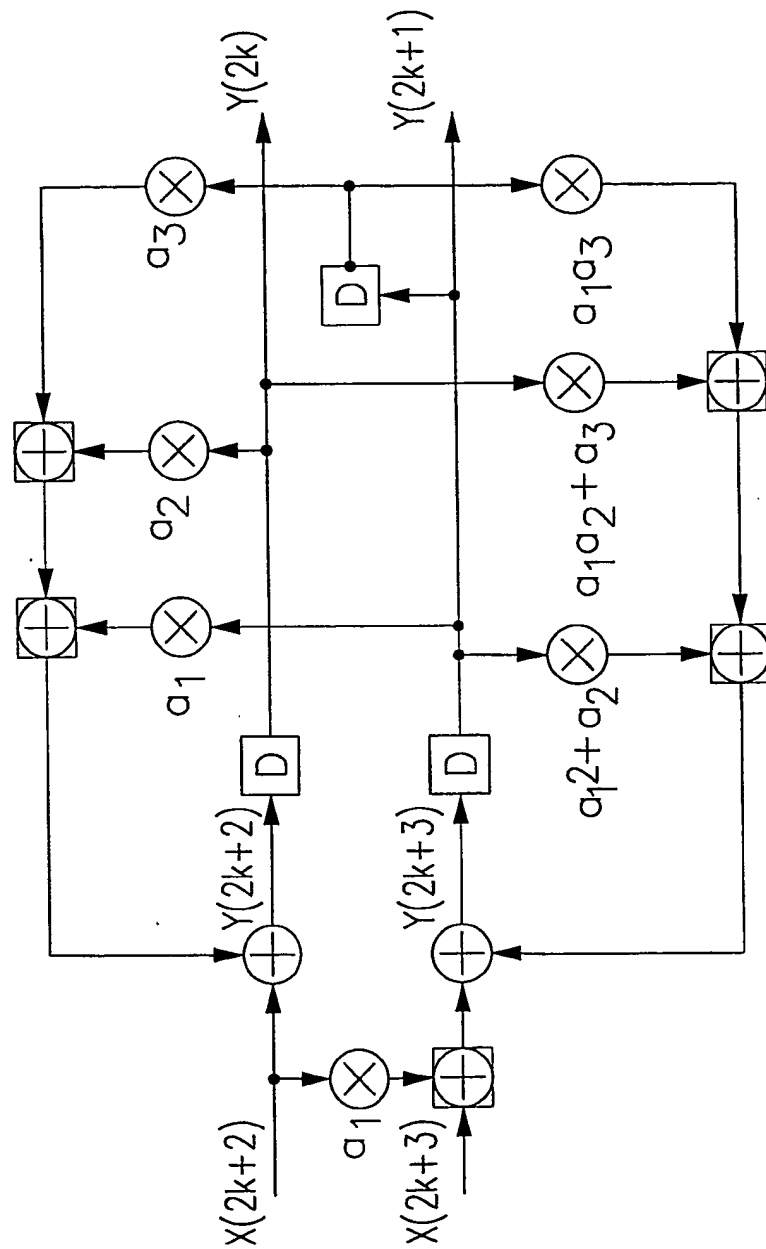 Y(2k)
Y(2k+1)
a3
a1a3
D
a2
a1a2+a3
a1
a12+a2
D
D
Y(2k+2)
Y(2k+3)
a1
X(2k+2)
X(2k+3)